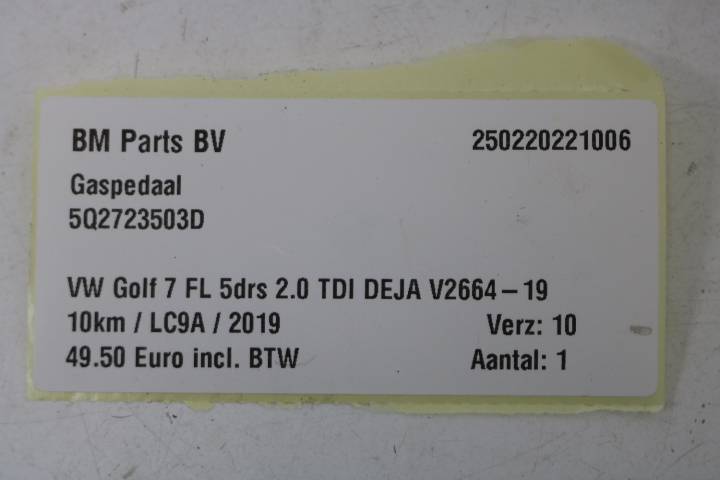 BM Parts BV 250220221006
Gaspedaal
5Q2723503D
VW Golf 7 FL 5drs 2.0 TDI DEJA V2664-19
10km / LC9A / 2019 Verz: 10
49.50 Euro incl. BTW Aantal: 1